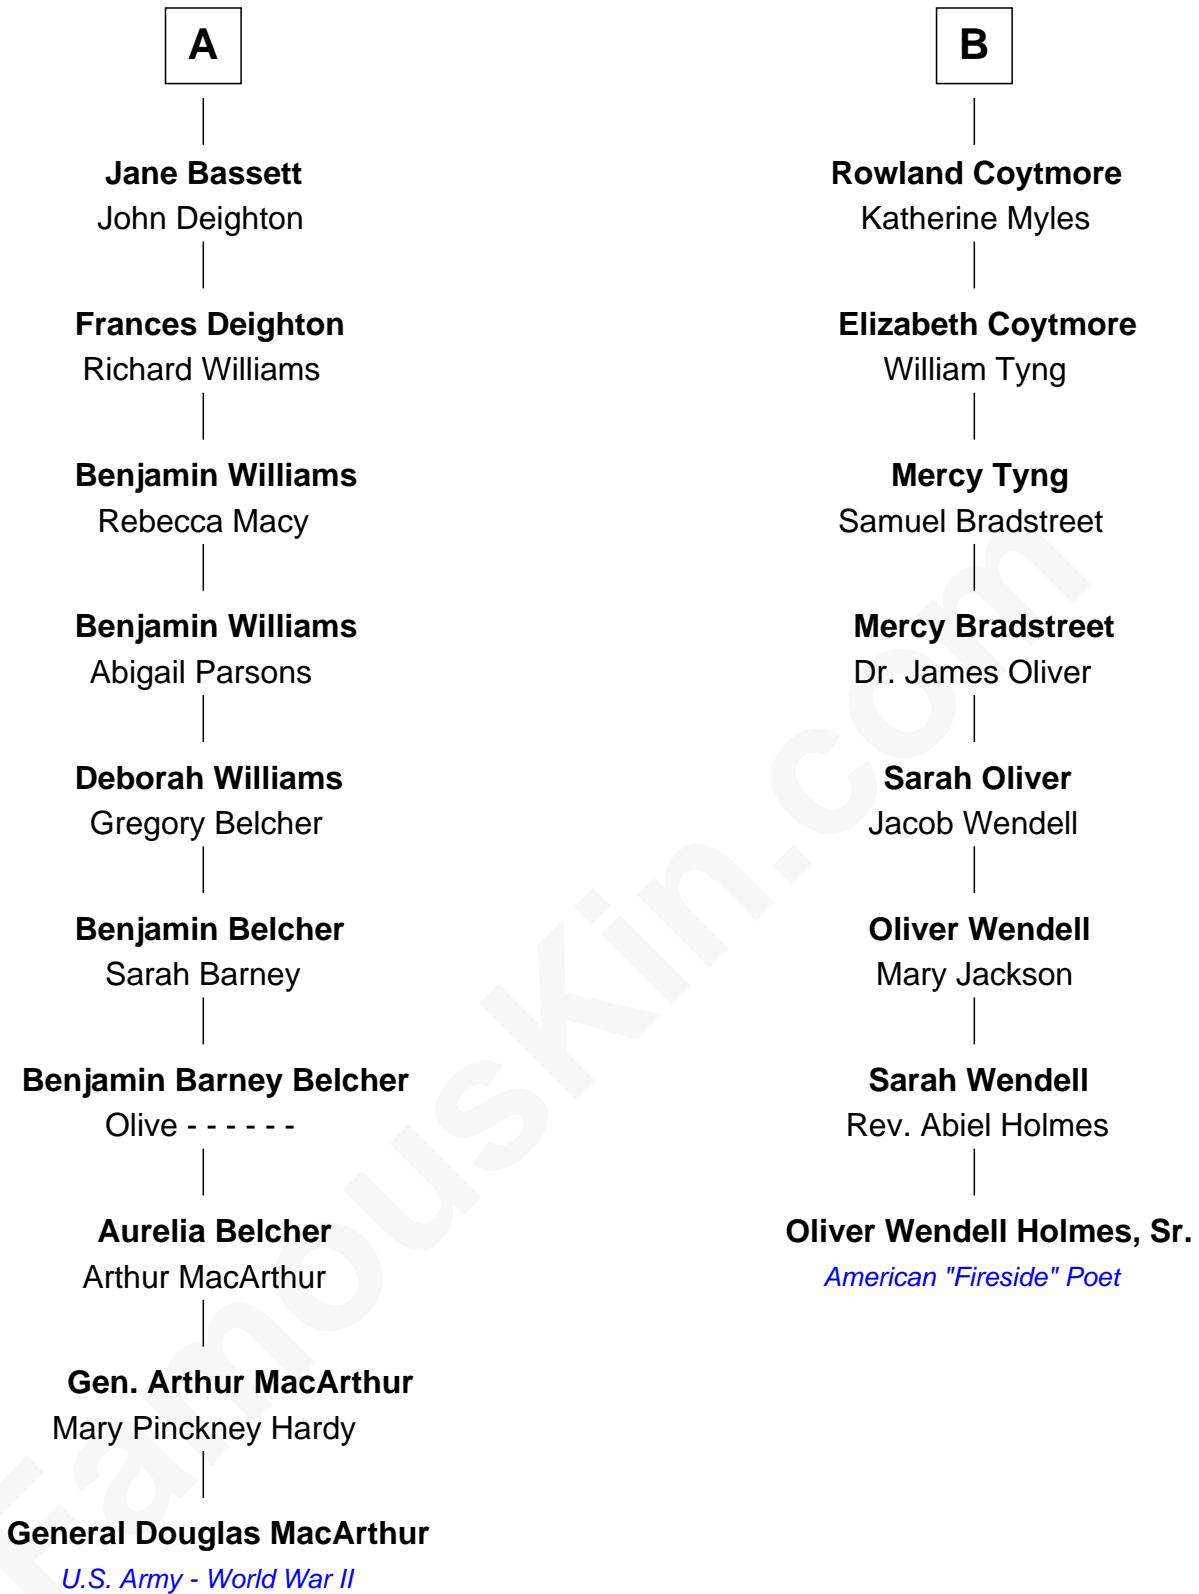 A
Jane Bassett
John Deighton
Frances Deighton
Richard Williams
Benjamin Williams
Rebecca Macy
Benjamin Williams
Abigail Parsons
Deborah Williams
Gregory Belcher
Benjamin Belcher
Sarah Barney
Benjamin Barney Belcher
Olive - - - - - -
Aurelia Belcher
Arthur MacArthur
Gen. Arthur MacArthur
Mary Pinckney Hardy
General Douglas MacArthur
U.S. Army - World War II
B
Rowland Coytmore
Katherine Myles
Elizabeth Coytmore
William Tyng
Mercy Tyng
Samuel Bradstreet
Mercy Bradstreet
Dr. James Oliver
Sarah Oliver
Jacob Wendell
Oliver Wendell
Mary Jackson
Sarah Wendell
Rev. Abiel Holmes
Oliver Wendell Holmes, Sr.
American "Fireside" Poet
FamousKin.com